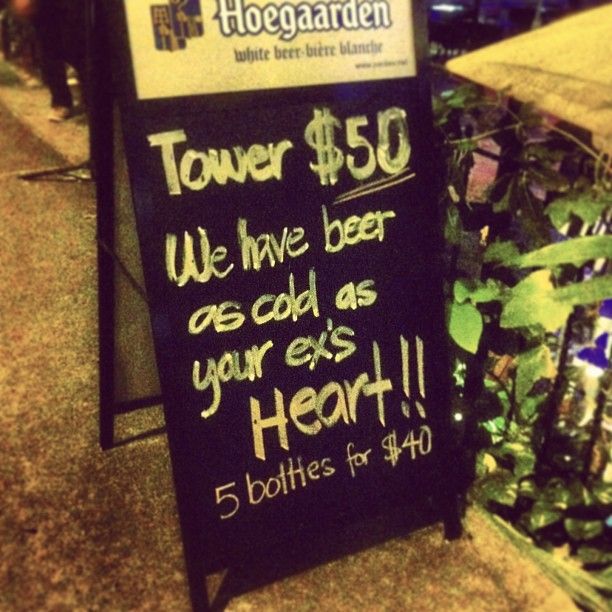 Hoegaarden
white beer-bière blanche
Tower $50
We have beer
as cold as
your ex's
Heart!!
5 bottles for $40